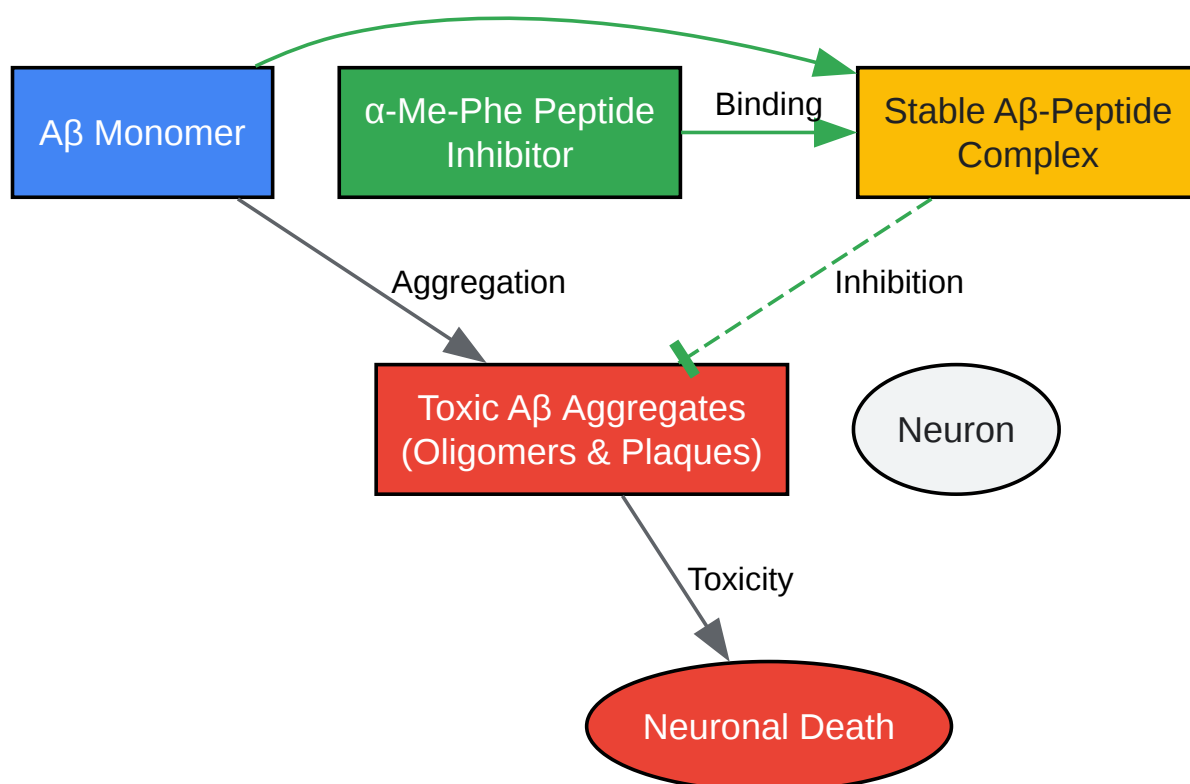 Aβ Monomer
α-Me-Phe Peptide
Inhibitor
Binding
Stable Aβ-Peptide
Complex
Aggregation
Inhibition
Toxic Aβ Aggregates
(Oligomers & Plaques)
Neuron
Toxicity
Neuronal Death